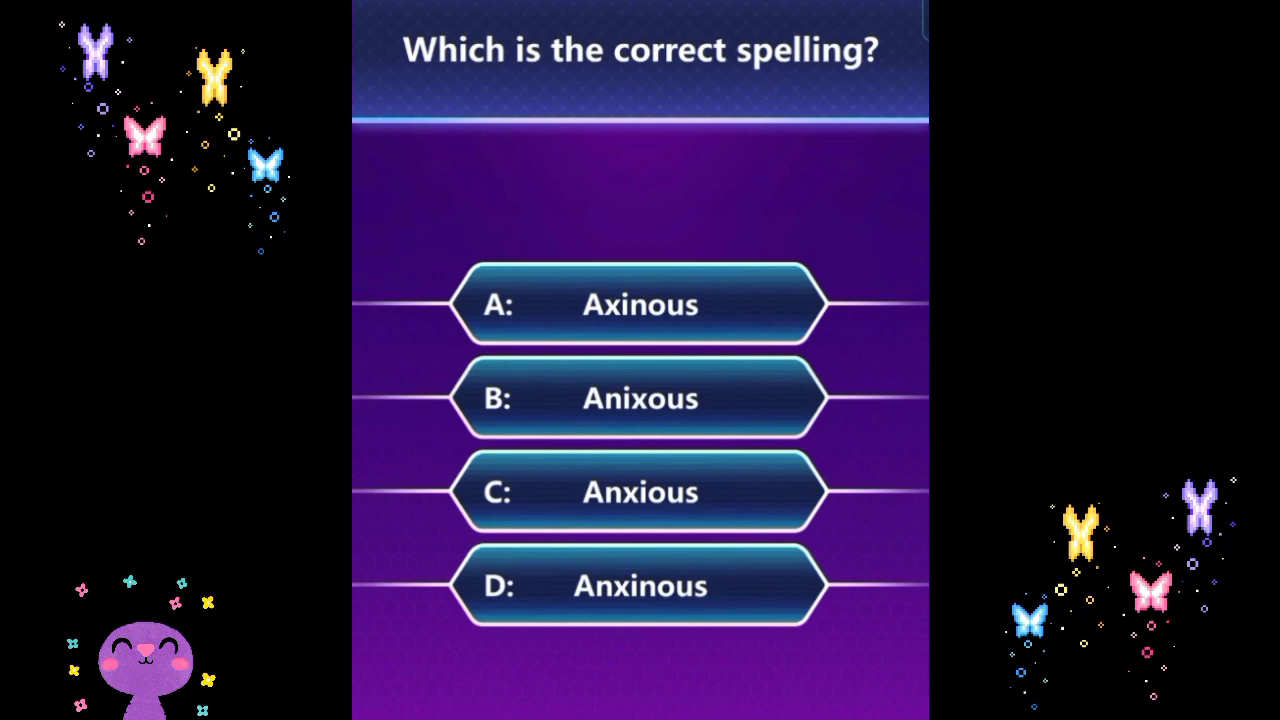 Which is the correct spelling?
A: Axinous
B: Anixous
C: Anxious
D: Anxinous